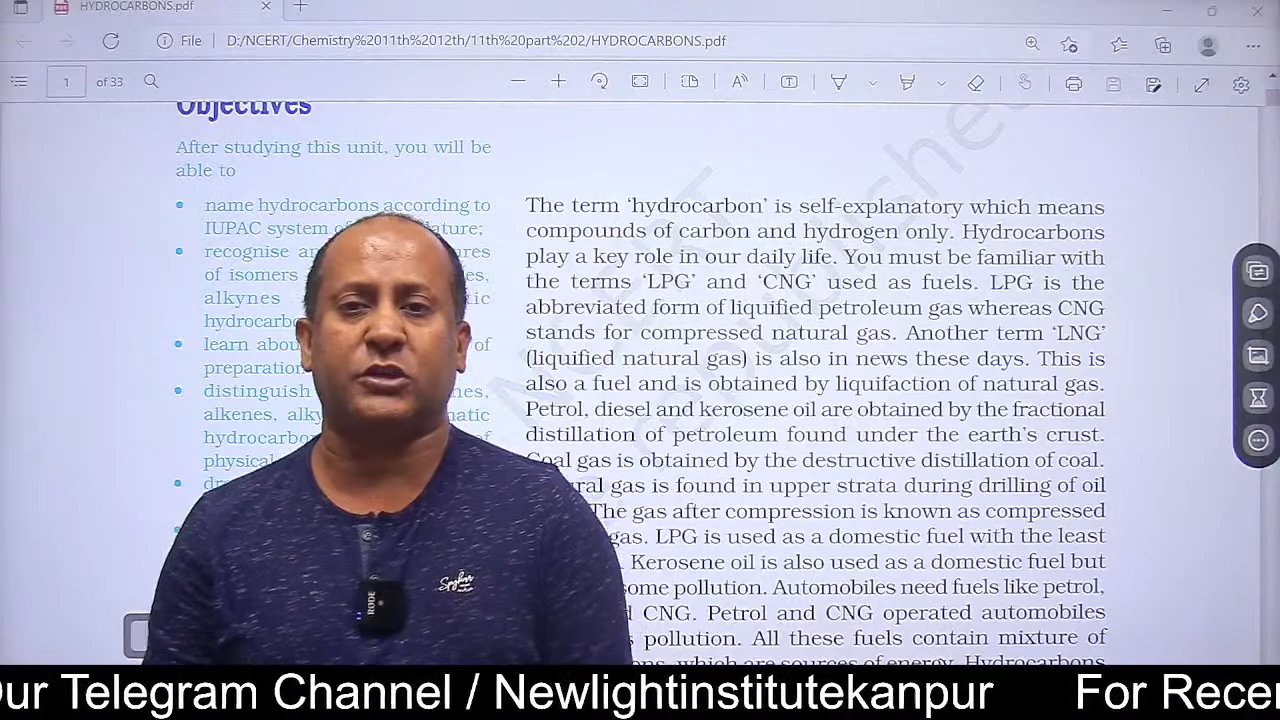 HYDROCARBONS.pdf
File
D:/NCERT/Chemistry%2011th%2012th/11th%20part%202/HYDROCARBONS.pdf
1 of 33
Objectives
After studying this unit, you will be
able to
• name hydrocarbons according to
IUPAC system of
• recognise
of isomers
alkynes
• learn
of
preparation
• distinguish
alkenes,
physical
of
The term ‘hydrocarbon’ is self-explanatory which means
compounds of carbon and hydrogen only. Hydrocarbons
play a key role in our daily life. You must be familiar with
the terms ‘LPG’ and ‘CNG’ used as fuels. LPG is the
abbreviated form of liquified petroleum gas whereas CNG
stands for compressed natural gas. Another term ‘LNG’
(liquified natural gas) is also in news these days. This is
also a fuel and is obtained by liquifaction of natural gas.
Petrol, diesel and kerosene oil are obtained by the fractional
distillation of petroleum found under the earth’s crust.
Coal gas is obtained by the destructive distillation of coal.
gas is found in upper strata during drilling of oil
The gas after compression is known as compressed
gas. LPG is used as a domestic fuel with the least
Kerosene oil is also used as a domestic fuel but
some pollution. Automobiles need fuels like petrol,
CNG. Petrol and CNG operated automobiles
pollution. All these fuels contain mixture of
which are sources of energy. Hydrocarbons
RODE
Our Telegram Channel / Newlightinstitutekanpur For